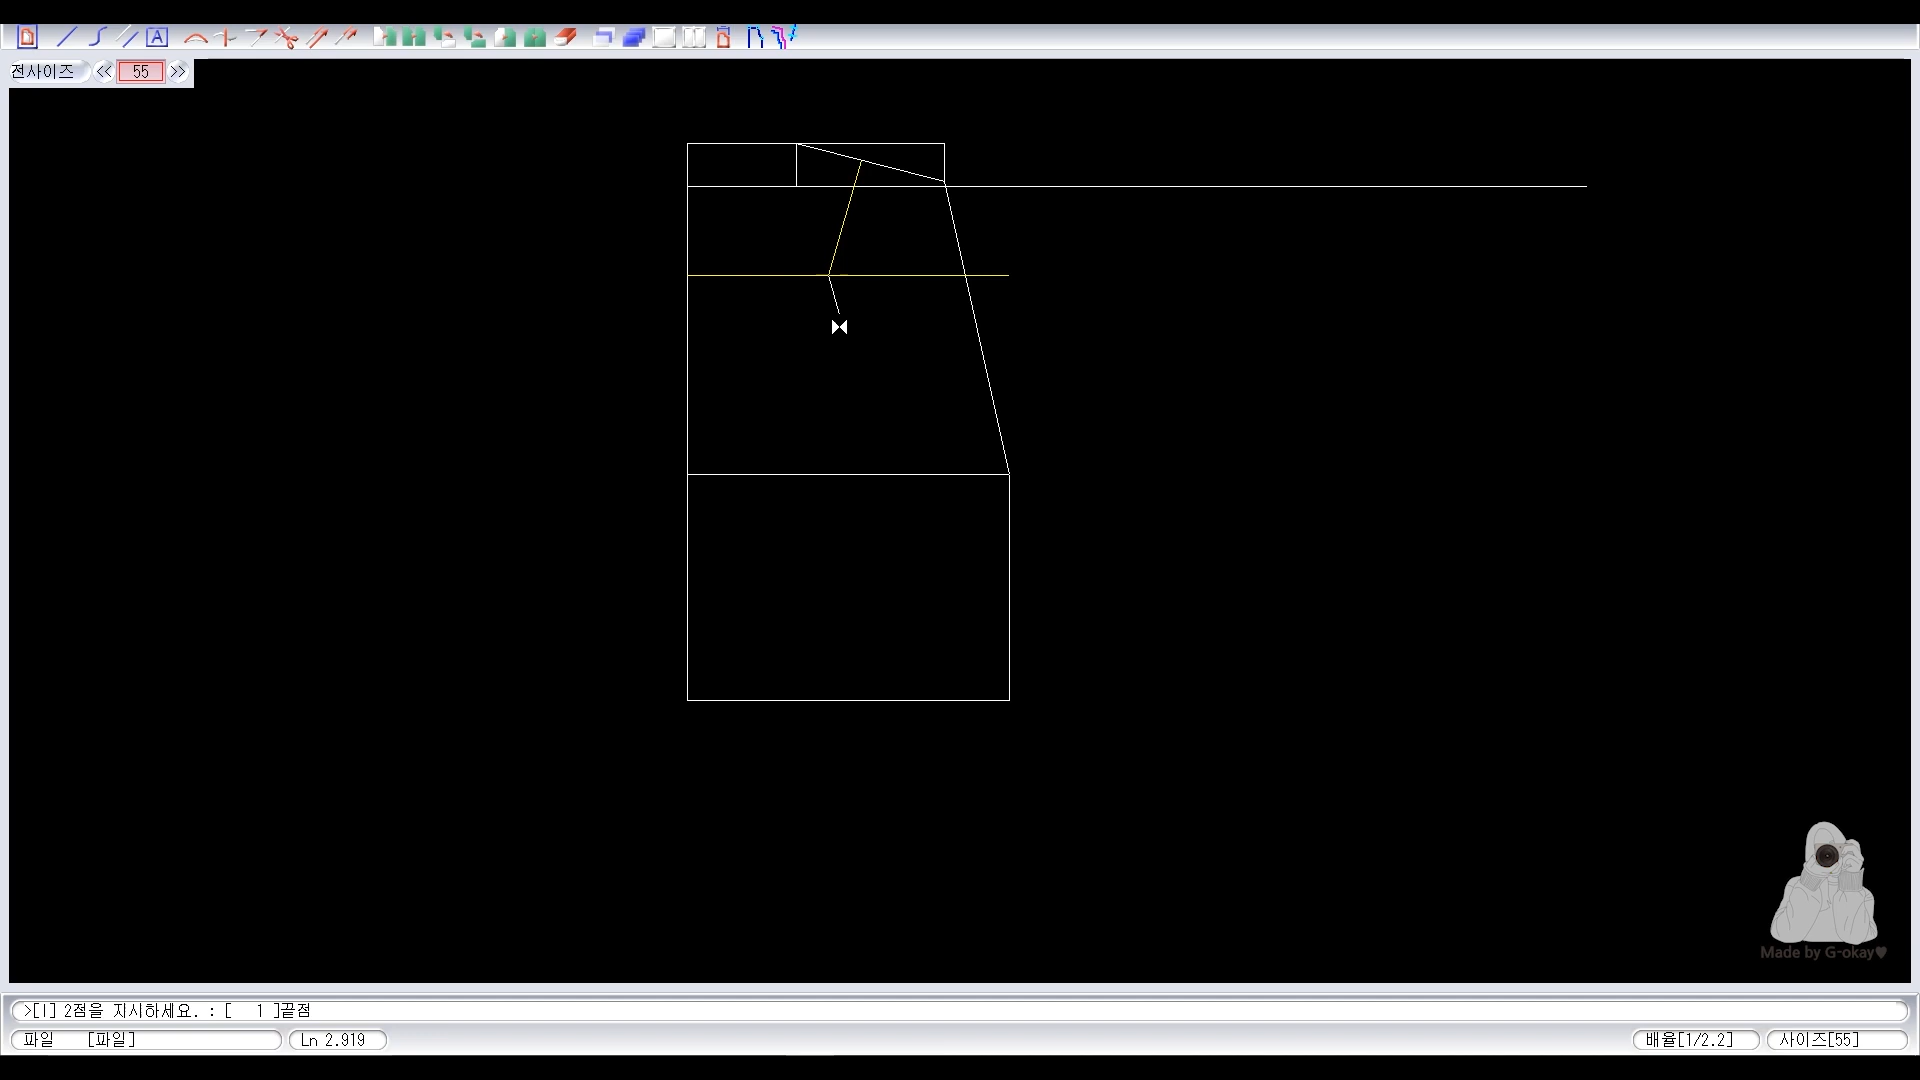 A
전사이즈 << 55 >>
Made by G-okay♥
>[l] 2점을 지시하세요. : [ 1 ]끝점
파일 [파일] Ln 2.919 배율[1/2.2] 사이즈[55]